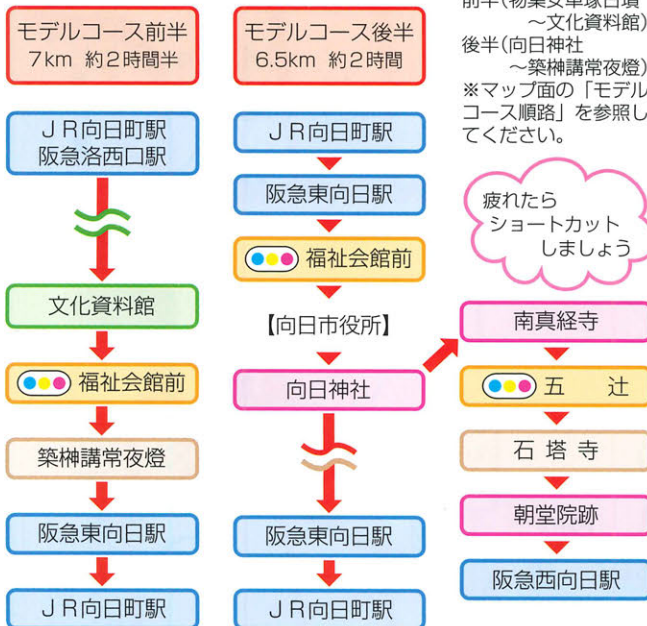 モデルコース前半
7km 約2時間半
JR向日町駅
阪急洛西口駅
文化資料館
福祉会館前
築榊講常夜燈
阪急東向日駅
JR向日町駅
モデルコース後半
6.5km 約2時間
JR向日町駅
阪急東向日駅
福祉会館前
【向日市役所】
向日神社
阪急東向日駅
JR向日町駅
前半(物集女車塚古墳
～文化資料館)
後半(向日神社
～築榊講常夜燈)
※マップ面の「モデル
コース順路」を参照し
てください。
疲れたら
ショートカット
しましょう
南真経寺
五 辻
石塔寺
朝堂院跡
阪急西向日駅